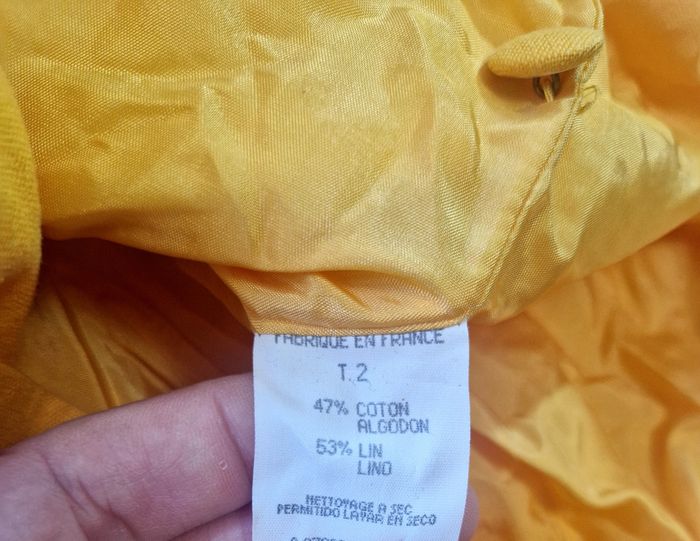 FABRIQUE EN FRANCE
T.2
47% COTON
ALGODON
53% LIN
LINO
NETTOYAGE A SEC
PERMITIDO LAVAR EN SECO